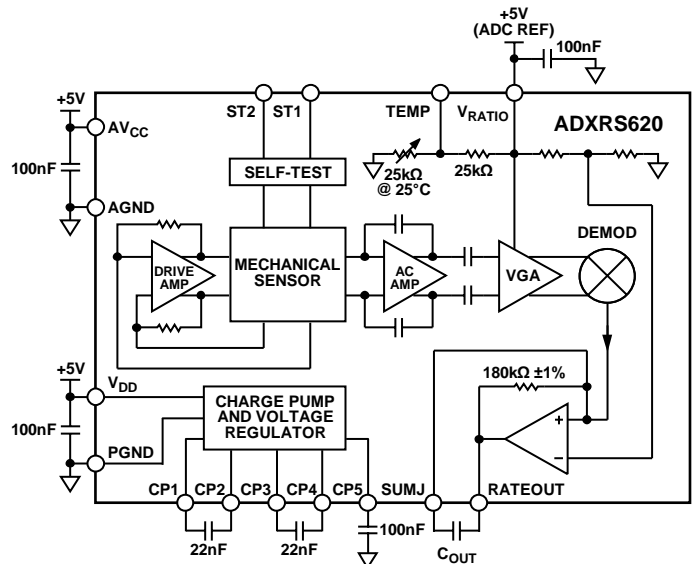 +5V
(ADC REF)
100nF
+5V
ST2
ST1
TEMP
VRATIO
ADXRS620
AVCC
100nF
25kΩ
@ 25°C
25kΩ
SELF-TEST
AGND
DEMOD
DRIVE
AMP
MECHANICAL
SENSOR
AC
AMP
VGA
+5V
VDD
180kΩ ±1%
CHARGE PUMP
AND VOLTAGE
REGULATOR
+
100nF
–
PGND
CP1
CP2
CP3
CP4
CP5
SUMJ
RATEOUT
22nF
22nF
100nF
COUT